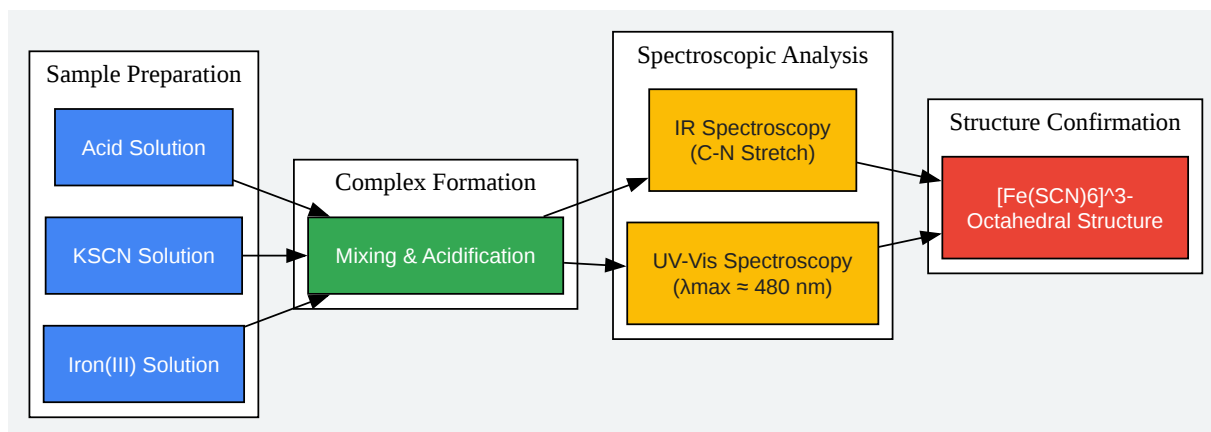 Sample Preparation
Acid Solution
KSCN Solution
Iron(III) Solution
Complex Formation
Mixing & Acidification
Spectroscopic Analysis
IR Spectroscopy
(C-N Stretch)
UV-Vis Spectroscopy
(λmax ≈ 480 nm)
Structure Confirmation
[Fe(SCN)6]^3-
Octahedral Structure